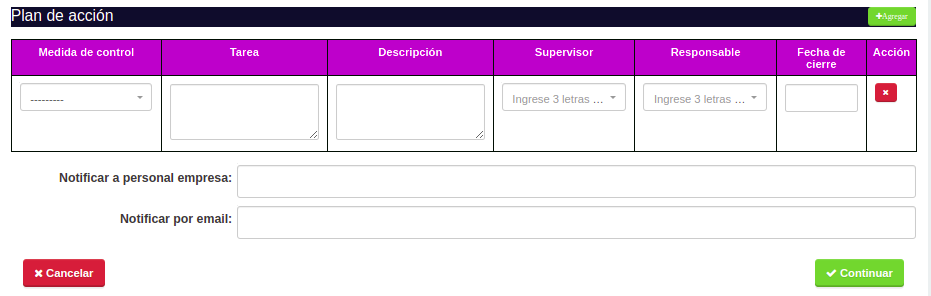 Plan de acción
Agregar
Medida de control
Tarea
Descripción
Supervisor
Responsable
Fecha de
cierre
Acción
---------
Ingrese 3 letras ...
Ingrese 3 letras ...
Notificar a personal empresa:
Notificar por email:
Cancelar
Continuar